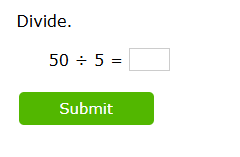 Divide.
50 ÷ 5 =
Submit